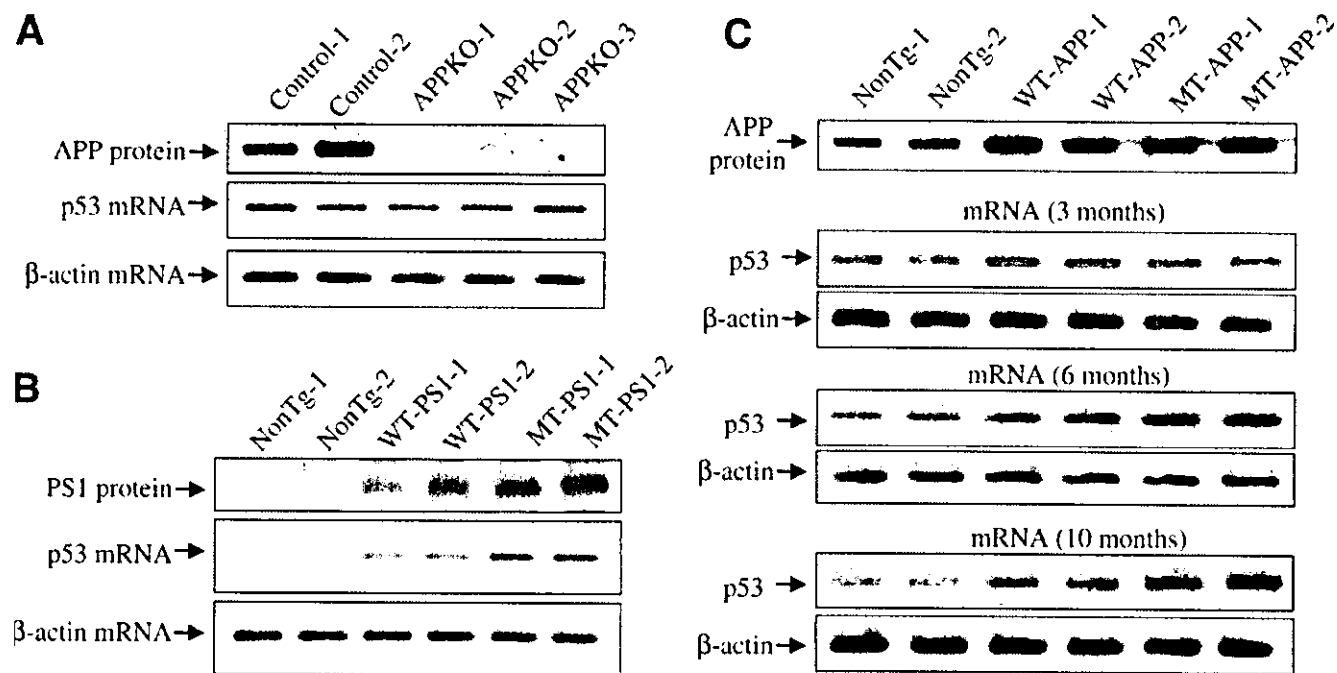 A
Control-1 Control-2 APPKO-1 APPKO-2 APPKO-3
APP protein
p53 mRNA
β-actin mRNA
B
NonTg-1 NonTg-2 WT-PS1-1 WT-PS1-2 MT-PS1-1 MT-PS1-2
PS1 protein
p53 mRNA
β-actin mRNA
C
NonTg-1 NonTg-2 WT-APP-1 WT-APP-2 MT-APP-1 MT-APP-2
APP
protein
mRNA (3 months)
p53
β-actin
mRNA (6 months)
p53
β-actin
mRNA (10 months)
p53
β-actin